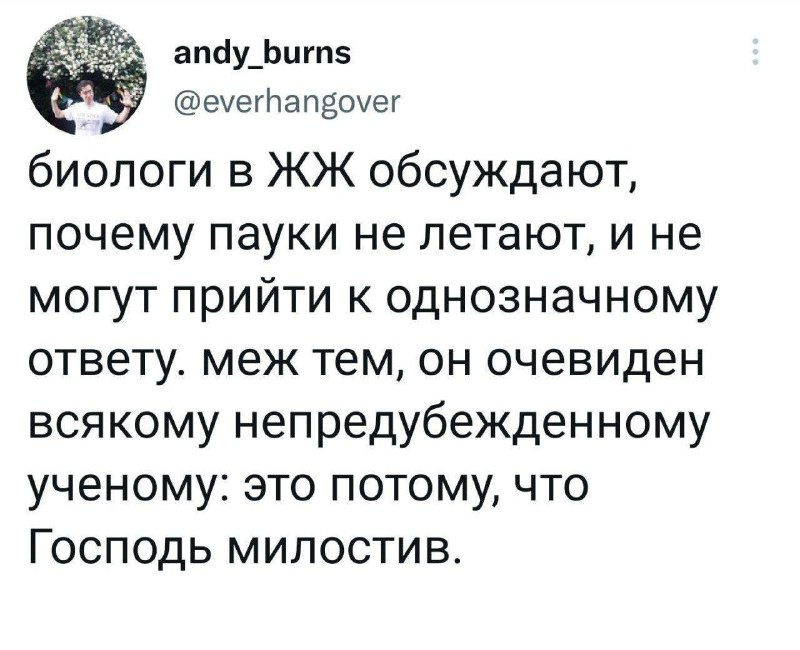 andy_burns
@everhangover
биологи в ЖЖ обсуждают,
почему пауки не летают, и не
могут прийти к однозначному
ответу. меж тем, он очевиден
всякому непредубежденному
ученому: это потому, что
Господь милостив.